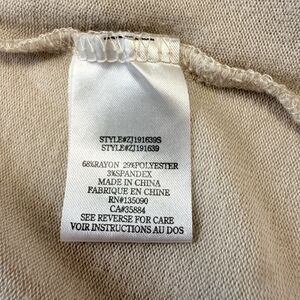 STYLE#ZJ191639S
STYLE#ZJ191639
68%RAYON 29%POLYESTER
3%SPANDEX
MADE IN CHINA
FABRIQUE EN CHINE
RN#135090
CA#35884
SEE REVERSE FOR CARE
VOIR INSTRUCTIONS AU DOS